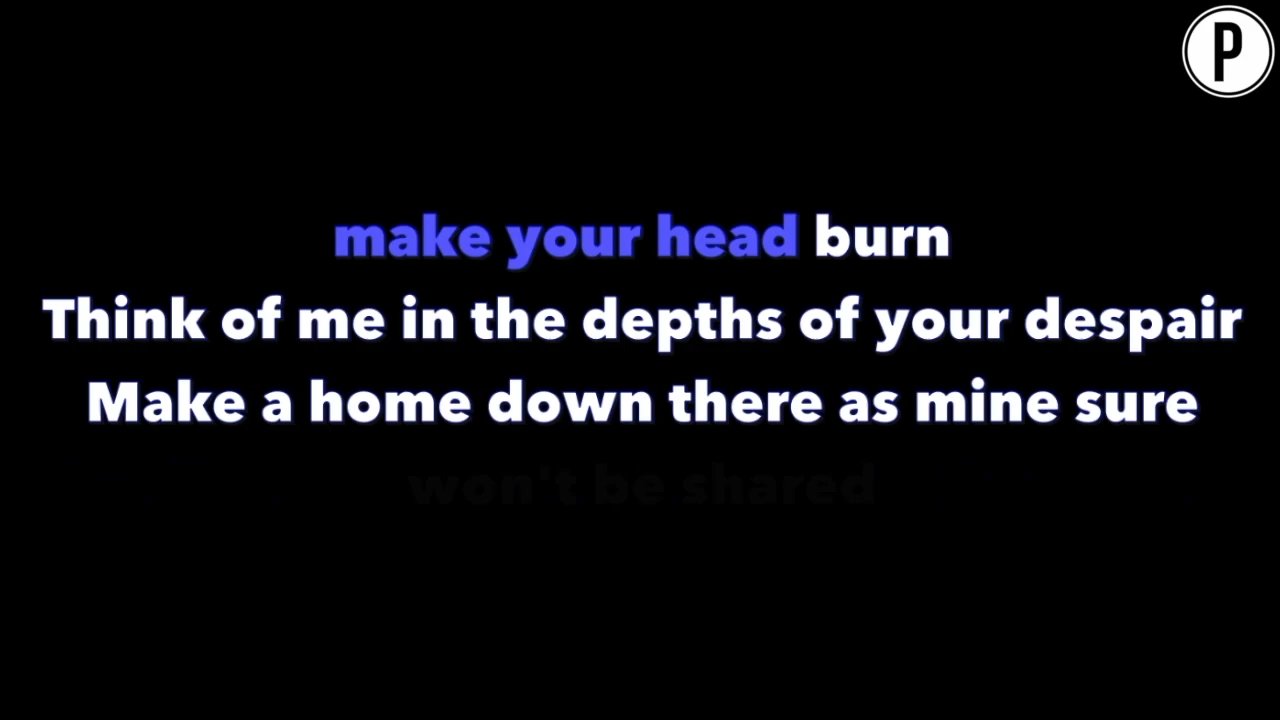 P
make your head burn
Think of me in the depths of your despair
Make a home down there as mine sure
won't be shared